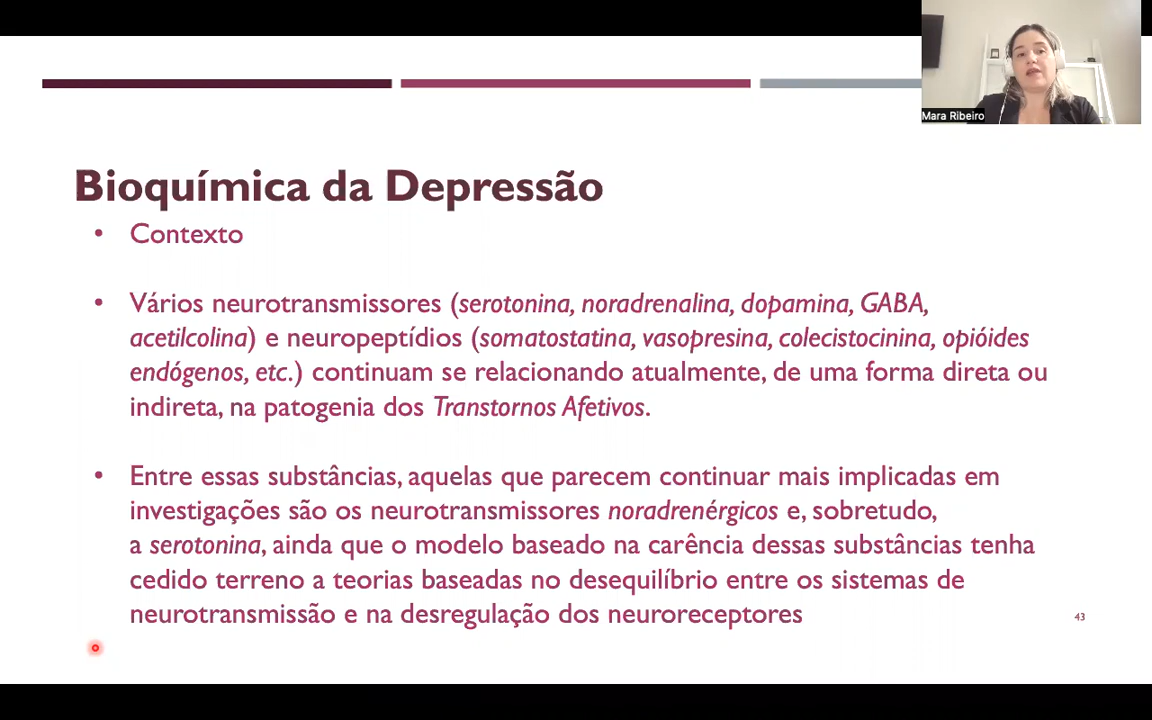 Mara Ribeiro
Bioquímica da Depressão
• Contexto
• Vários neurotransmissores (serotonina, noradrenalina, dopamina, GABA,
acetilcolina) e neuropeptídios (somatostatina, vasopresina, colecistocinina, opióides
endógenos, etc.) continuam se relacionando atualmente, de uma forma direta ou
indireta, na patogenia dos Transtornos Afetivos.
• Entre essas substâncias, aquelas que parecem continuar mais implicadas em
investigações são os neurotransmissores noradrenérgicos e, sobretudo,
a serotonina, ainda que o modelo baseado na carência dessas substâncias tenha
cedido terreno a teorias baseadas no desequilíbrio entre os sistemas de
neurotransmissão e na desregulação dos neuroreceptores
43